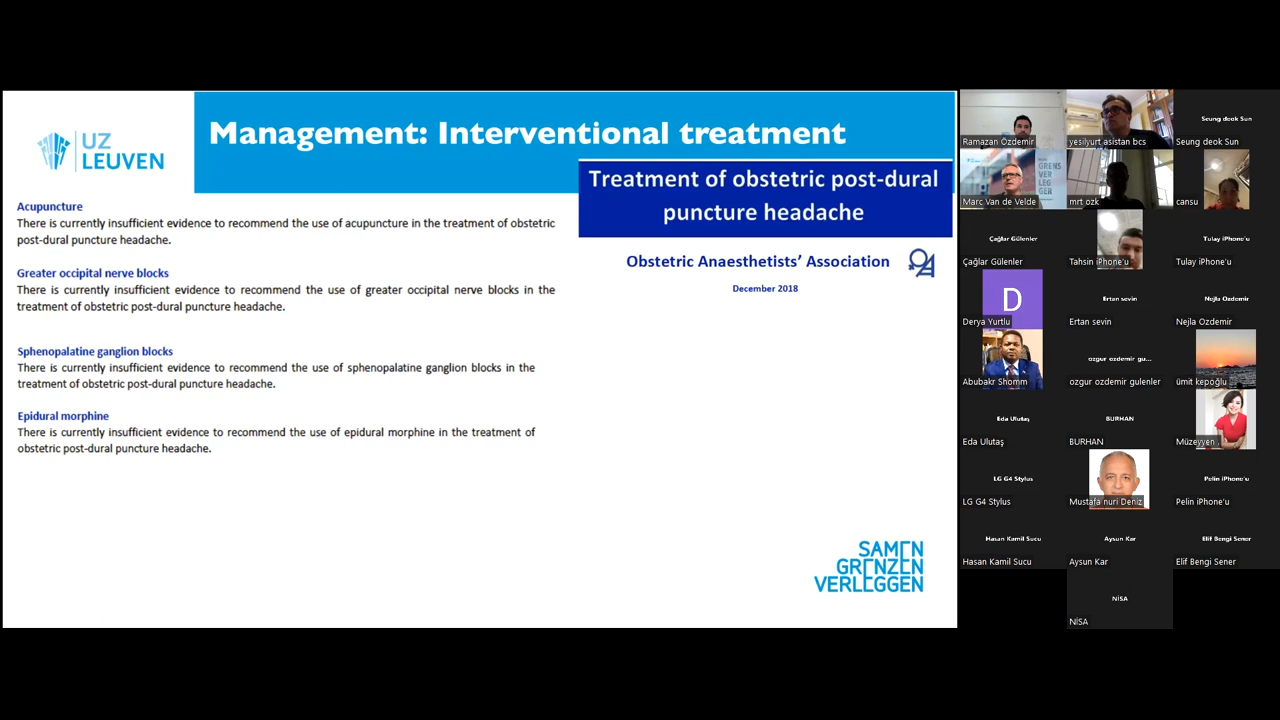 UZ
LEUVEN
Management: Interventional treatment
Treatment of obstetric post-dural
puncture headache
Obstetric Anaesthetists' Association
December 2018
Acupuncture
There is currently insufficient evidence to recommend the use of acupuncture in the treatment of obstetric
post-dural puncture headache.
Greater occipital nerve blocks
There is currently insufficient evidence to recommend the use of greater occipital nerve blocks in the
treatment of obstetric post-dural puncture headache.
Sphenopalatine ganglion blocks
There is currently insufficient evidence to recommend the use of sphenopalatine ganglion blocks in the
treatment of obstetric post-dural puncture headache.
Epidural morphine
There is currently insufficient evidence to recommend the use of epidural morphine in the treatment of
obstetric post-dural puncture headache.
SAMEN
GRENZEN
VERLEGGEN
Ramazan Özdemir
yesilyurt asistan bcs
Seung deok Sun
Seung deok Sun
GRENS
VER
LEG
GEN
Marc Van de Velde
mrt ozk
cansu
Çağlar Gülenler
Çağlar Gülenler
Tahsin iPhone'u
Tulay iPhone'u
Tulay iPhone'u
D
Derya Yurtlu
Ertan sevin
Ertan sevin
Nejla Ozdemir
Nejla Ozdemir
Abubakr Shomm
ozgur ozdemir gu...
ozgur ozdemir gulenler
ümit kepoğlu
Eda Ulutaş
Eda Ulutaş
BURHAN
BURHAN
Müzeyyen
LG G4 Stylus
LG G4 Stylus
Mustafa nuri Deniz
Pelin iPhone'u
Pelin iPhone'u
Hasan Kamil Sucu
Hasan Kamil Sucu
Aysun Kar
Aysun Kar
Elif Bengi Sener
Elif Bengi Sener
NİSA
NİSA